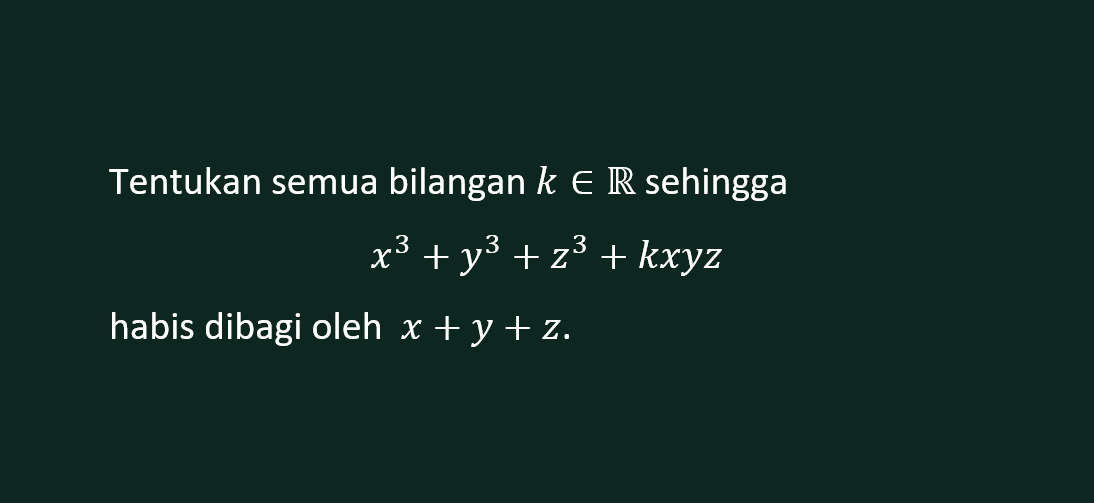 Tentukan semua bilangan k ∈ ℝ sehingga
x³ + y³ + z³ + kxyz
habis dibagi oleh x + y + z.